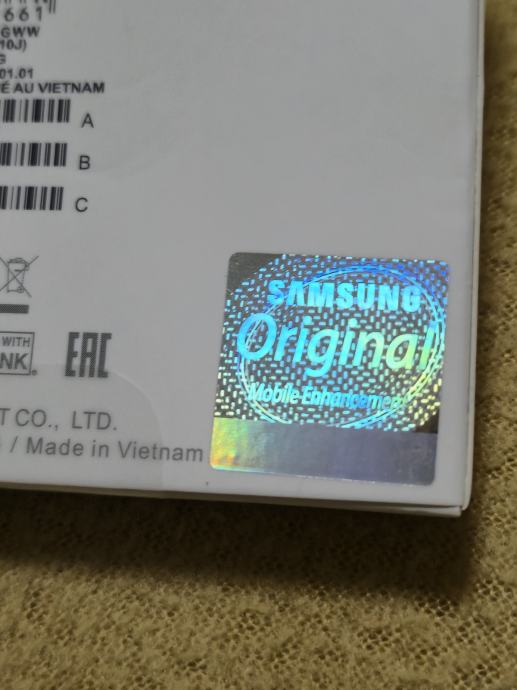 661
GWW
10J)
G
01.01
É AU VIETNAM
A
B
C
WITH
NK.
EAC
T CO., LTD.
/ Made in Vietnam
SAMSUNG
Original
Mobile Enhancement